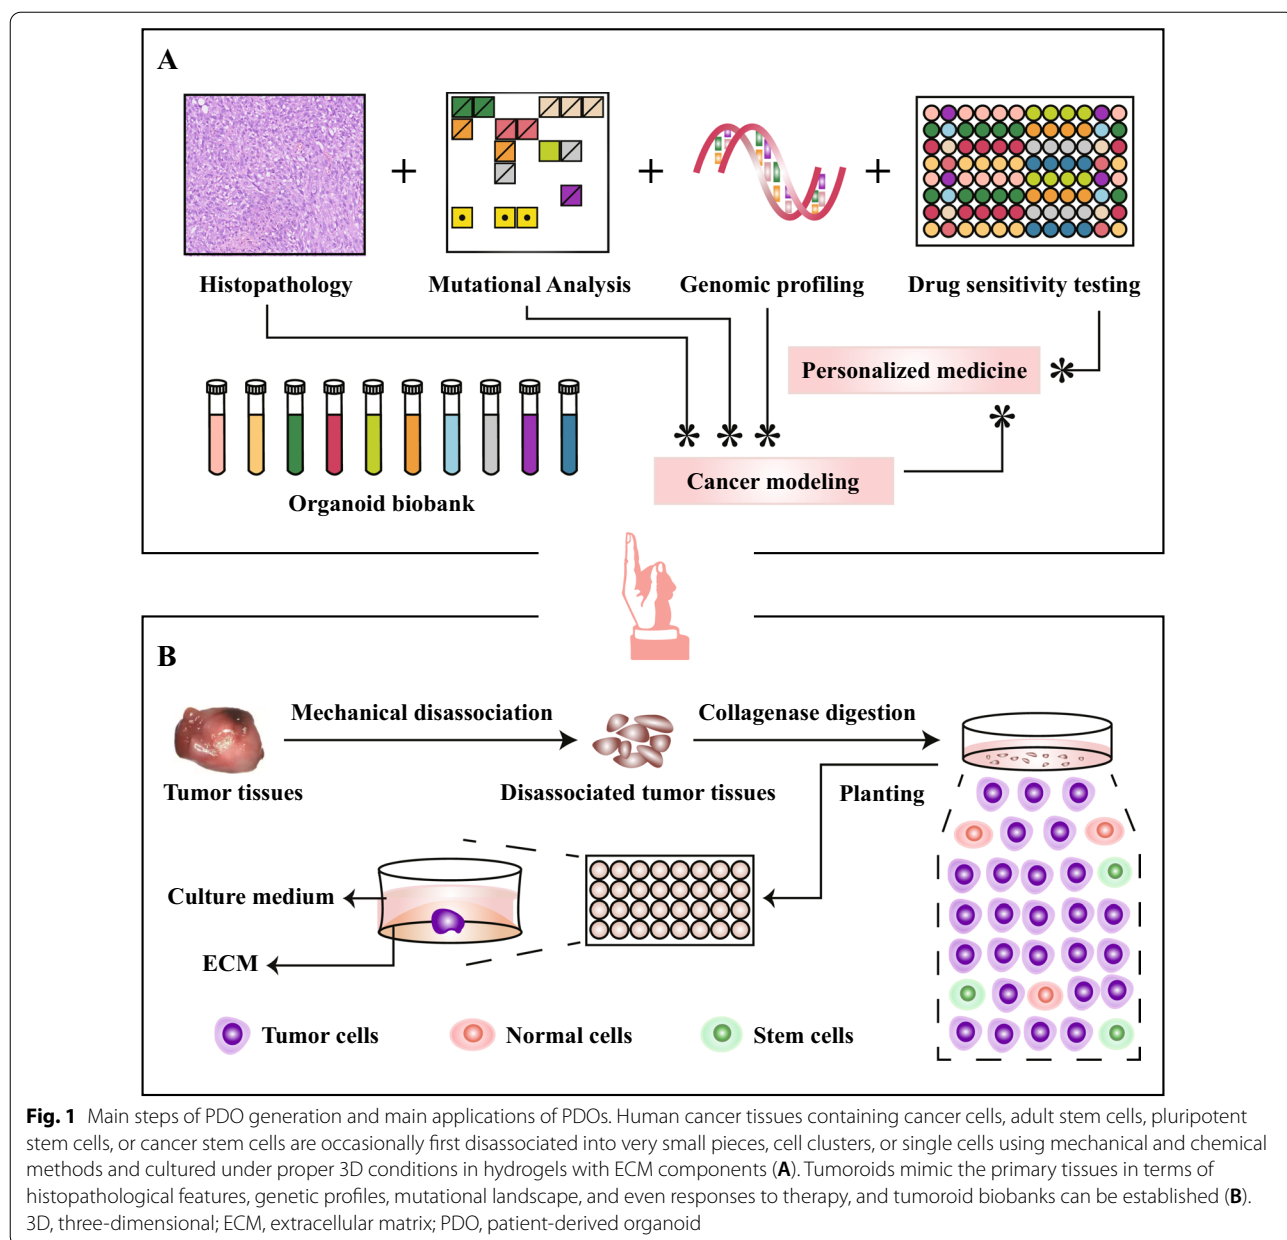 A
Histopathology
Mutational Analysis
Genomic profiling
Drug sensitivity testing
Personalized medicine
Cancer modeling
Organoid biobank
B
Mechanical disassociation
Collagenase digestion
Tumor tissues
Disassociated tumor tissues
Planting
Culture medium
ECM
Tumor cells
Normal cells
Stem cells
Fig. 1 Main steps of PDO generation and main applications of PDOs. Human cancer tissues containing cancer cells, adult stem cells, pluripotent
stem cells, or cancer stem cells are occasionally first disassociated into very small pieces, cell clusters, or single cells using mechanical and chemical
methods and cultured under proper 3D conditions in hydrogels with ECM components (A). Tumoroids mimic the primary tissues in terms of
histopathological features, genetic profiles, mutational landscape, and even responses to therapy, and tumoroid biobanks can be established (B).
3D, three-dimensional; ECM, extracellular matrix; PDO, patient-derived organoid